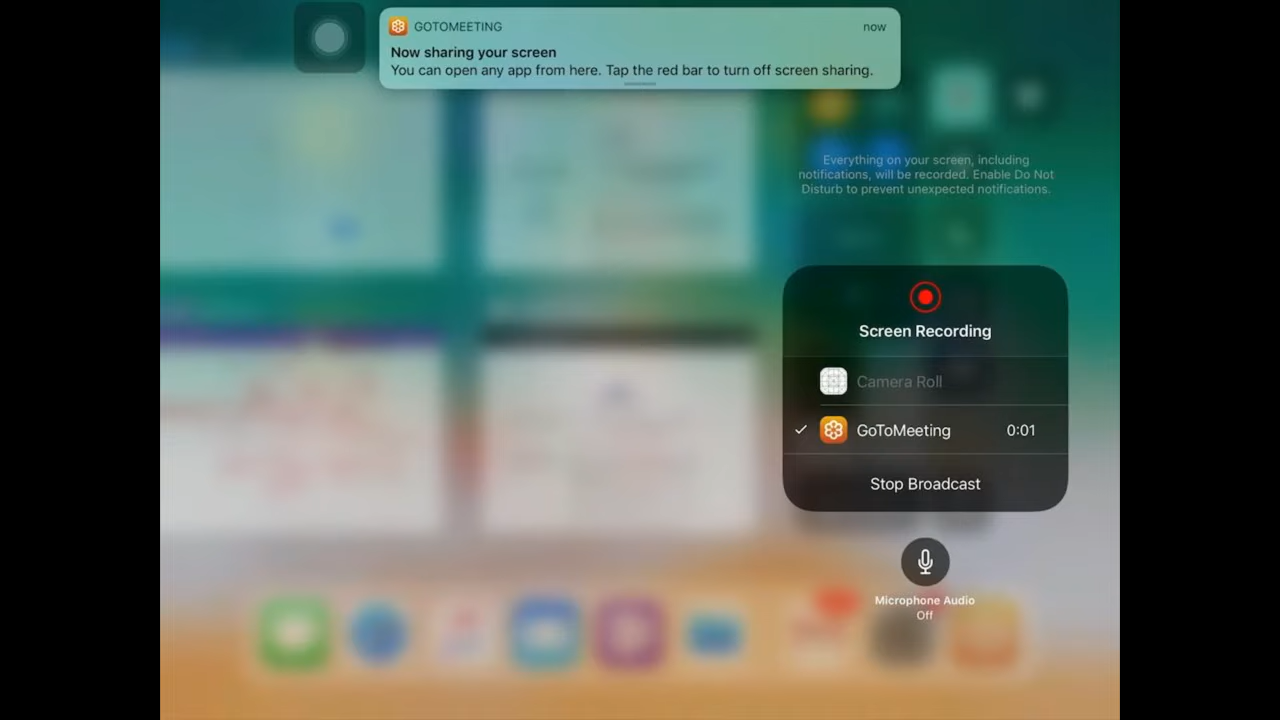 GOTOMEETING
now
Now sharing your screen
You can open any app from here. Tap the red bar to turn off screen sharing.
Everything on your screen, including
notifications, will be recorded. Enable Do Not
Disturb to prevent unexpected notifications.
Screen Recording
Camera Roll
GoToMeeting 0:01
Stop Broadcast
Microphone Audio
Off